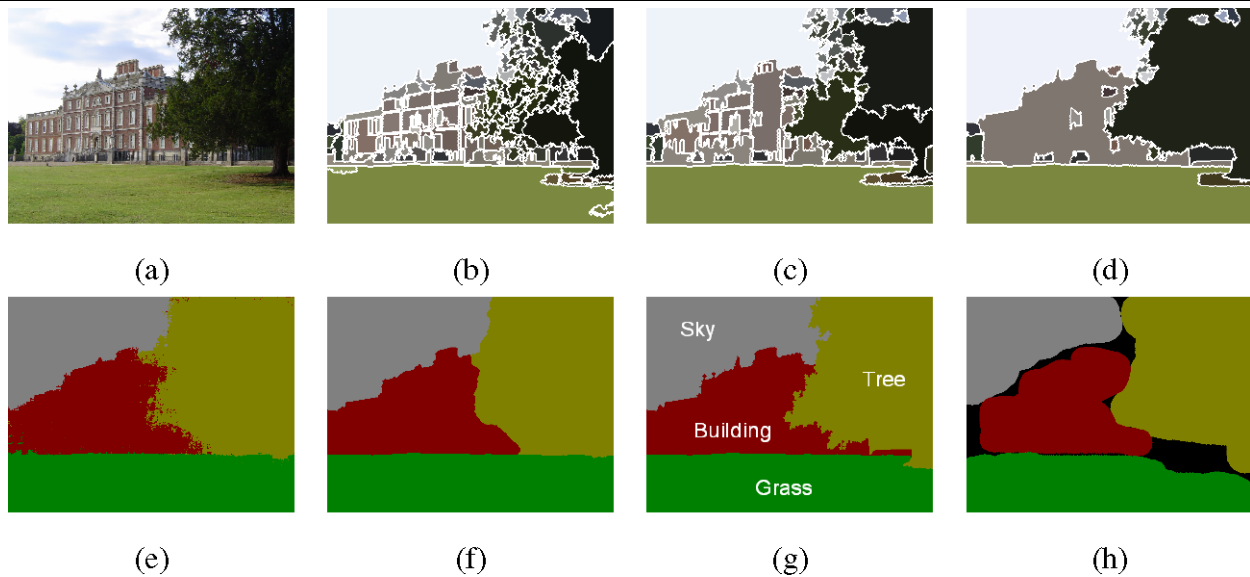 (a) (b) (c) (d)
Sky
Tree
Building
Grass
(e) (f) (g) (h)